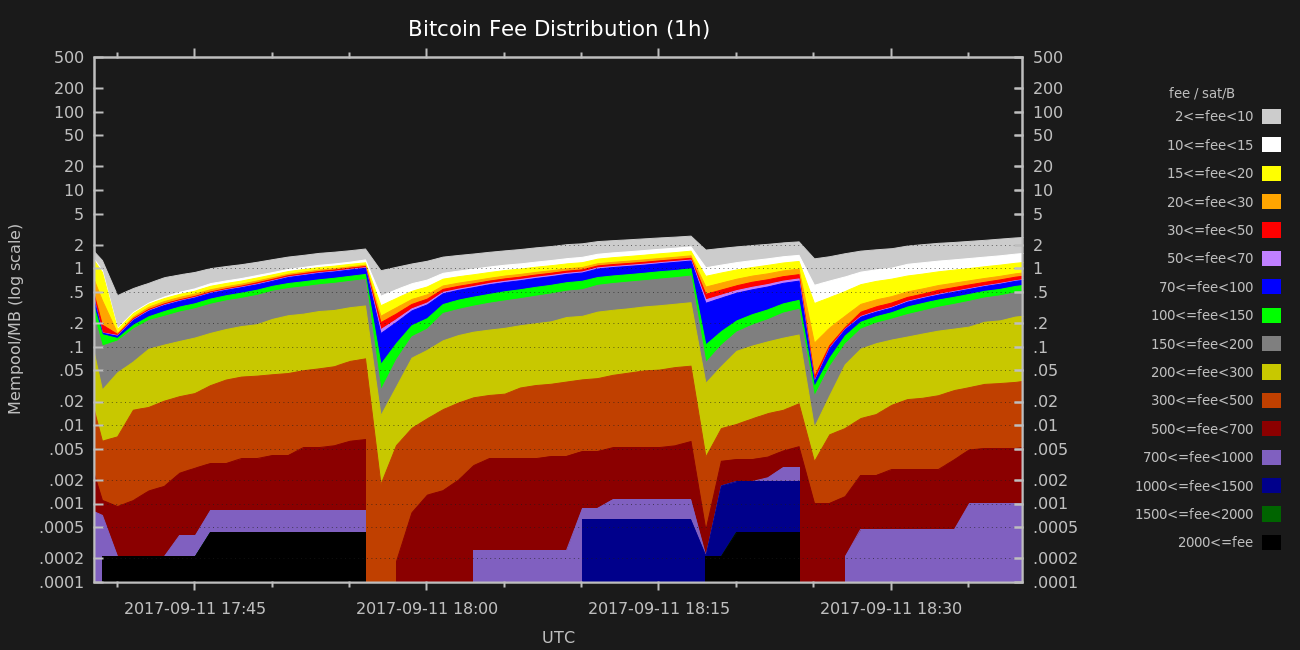 Bitcoin Fee Distribution (1h)
500 500
200 200
100 100
50 50
20 20
10 10
5 5
2 2
1 1
.5 .5
.2 .2
.1 .1
.05 .05
.02 .02
.01 .01
.005 .005
.002 .002
.001 .001
.0005 .0005
.0002 .0002
.0001 .0001
Mempool/MB (log scale)
2017-09-11 17:45 2017-09-11 18:00 2017-09-11 18:15 2017-09-11 18:30
UTC
fee / sat/B
2<=fee<10
10<=fee<15
15<=fee<20
20<=fee<30
30<=fee<50
50<=fee<70
70<=fee<100
100<=fee<150
150<=fee<200
200<=fee<300
300<=fee<500
500<=fee<700
700<=fee<1000
1000<=fee<1500
1500<=fee<2000
2000<=fee